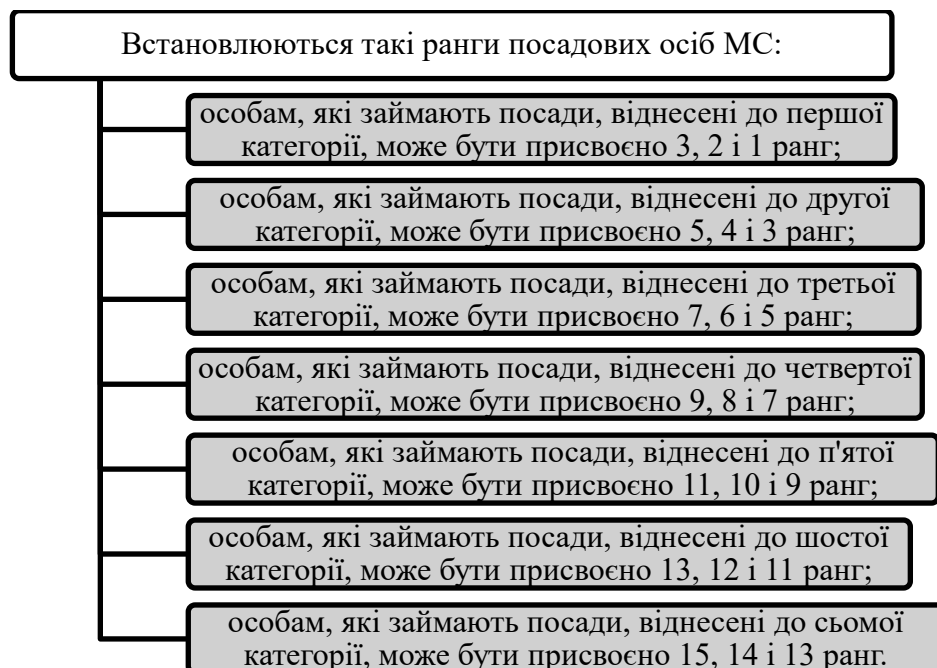 Встановлюються такі ранги посадових осіб МС:
особам, які займають посади, віднесені до першої
категорії, може бути присвоєно 3, 2 і 1 ранг;
особам, які займають посади, віднесені до другої
категорії, може бути присвоєно 5, 4 і 3 ранг;
особам, які займають посади, віднесені до третьої
категорії, може бути присвоєно 7, 6 і 5 ранг;
особам, які займають посади, віднесені до четвертої
категорії, може бути присвоєно 9, 8 і 7 ранг;
особам, які займають посади, віднесені до п'ятої
категорії, може бути присвоєно 11, 10 і 9 ранг;
особам, які займають посади, віднесені до шостої
категорії, може бути присвоєно 13, 12 і 11 ранг;
особам, які займають посади, віднесені до сьомої
категорії, може бути присвоєно 15, 14 і 13 ранг.